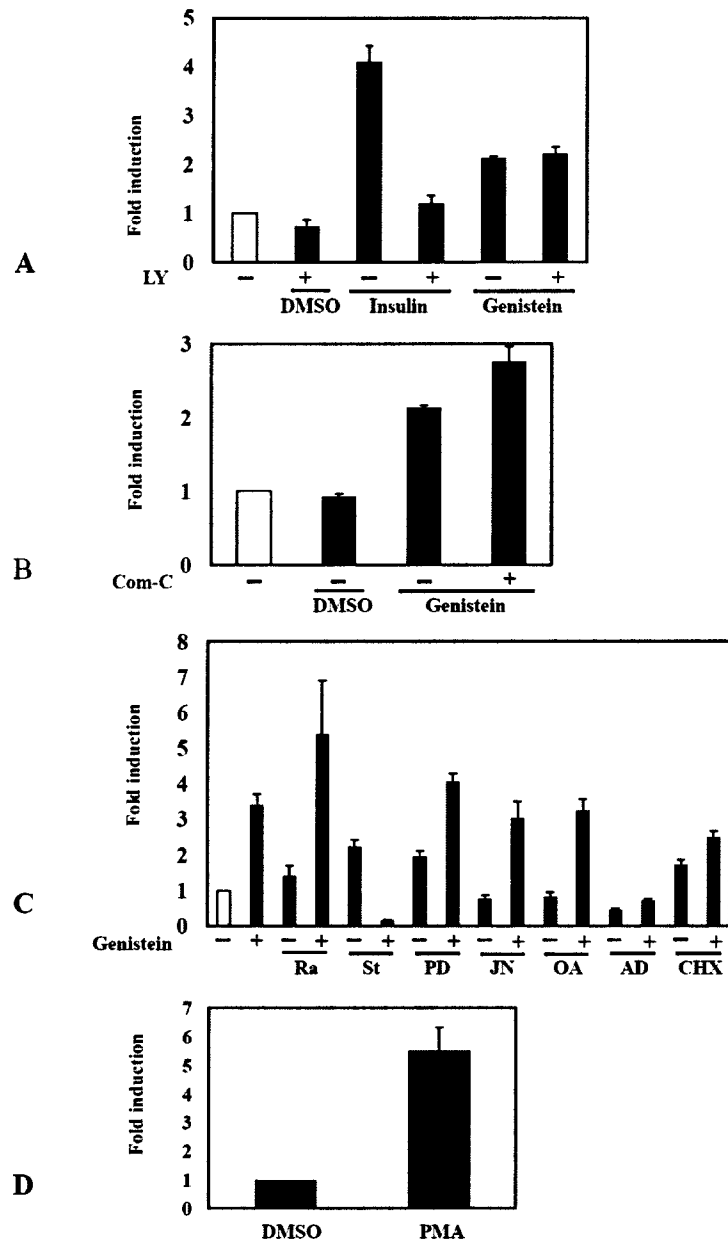 5
4
3
2
1
0
Fold induction
A
LY − + − + − +
DMSO Insulin Genistein
3
2
1
0
Fold induction
B
Com-C − − − +
DMSO Genistein
8
7
6
5
4
3
2
1
0
Fold induction
C
Genistein − + − + − + − + − + − + − + − +
Ra St PD JN OA AD CHX
7
6
5
4
3
2
1
0
Fold induction
D
DMSO PMA